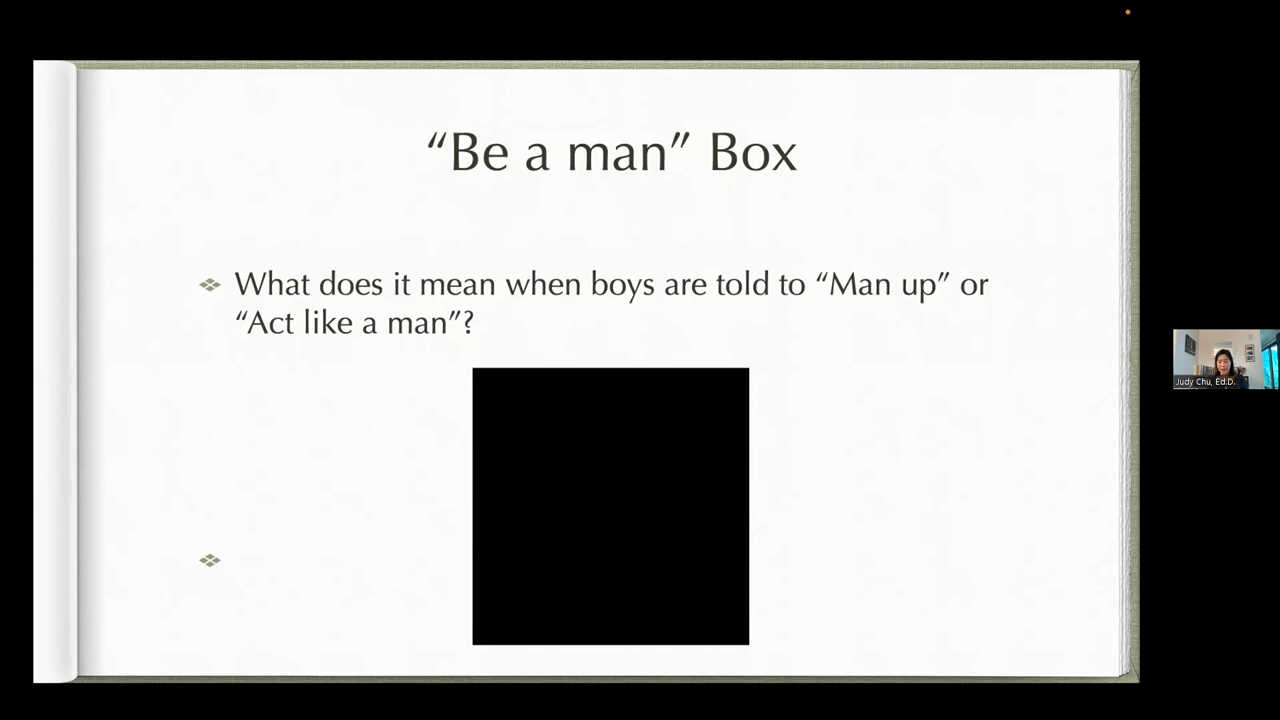 “Be a man” Box
What does it mean when boys are told to “Man up” or
“Act like a man”?
Judy Chu, Ed.D.